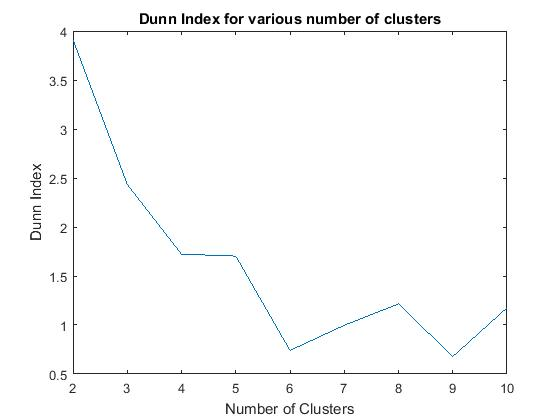 Dunn Index for various number of clusters
4
3.5
3
2.5
2
1.5
1
0.5
Dunn Index
2 3 4 5 6 7 8 9 10
Number of Clusters